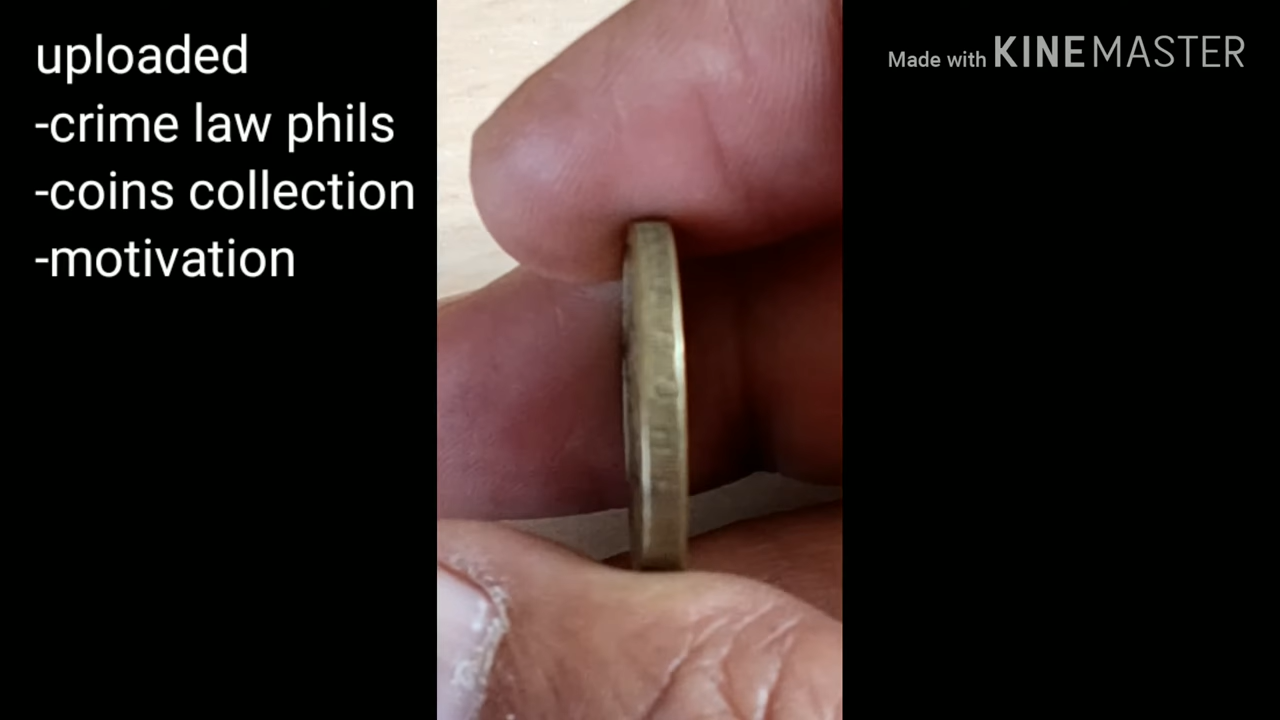 uploaded
-crime law phils
-coins collection
-motivation
Made with KINEMASTER